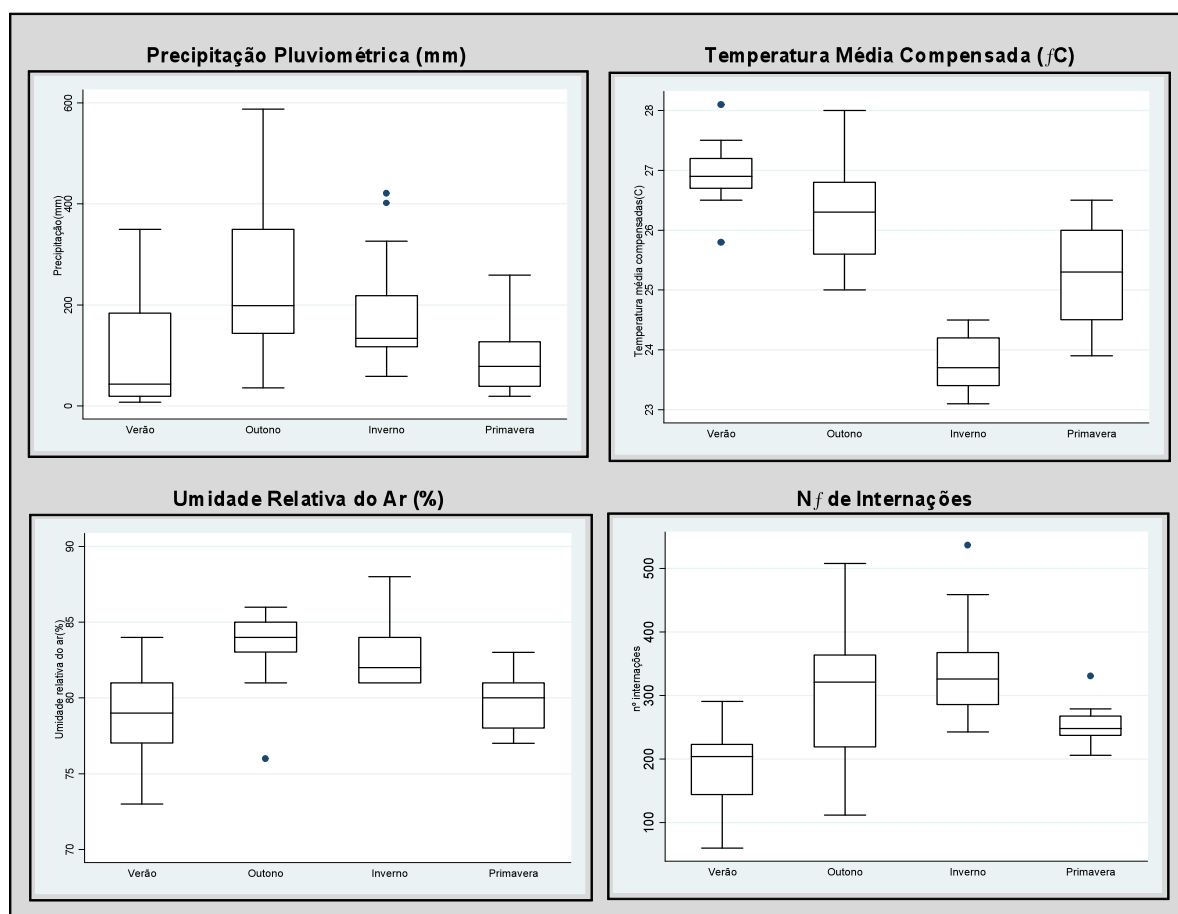 Precipitação Pluviométrica (mm)
Precipitação(mm)
600
400
200
0
Verão Outono Inverno Primavera
Temperatura Média Compensada (ƒC)
Temperatura média compensadas(C)
28
27
26
25
24
23
Verão Outono Inverno Primavera
Umidade Relativa do Ar (%)
Umidade relativa do ar(%)
90
85
80
75
70
Verão Outono Inverno Primavera
Nƒ de Internações
nº internações
500
400
300
200
100
Verão Outono Inverno Primavera